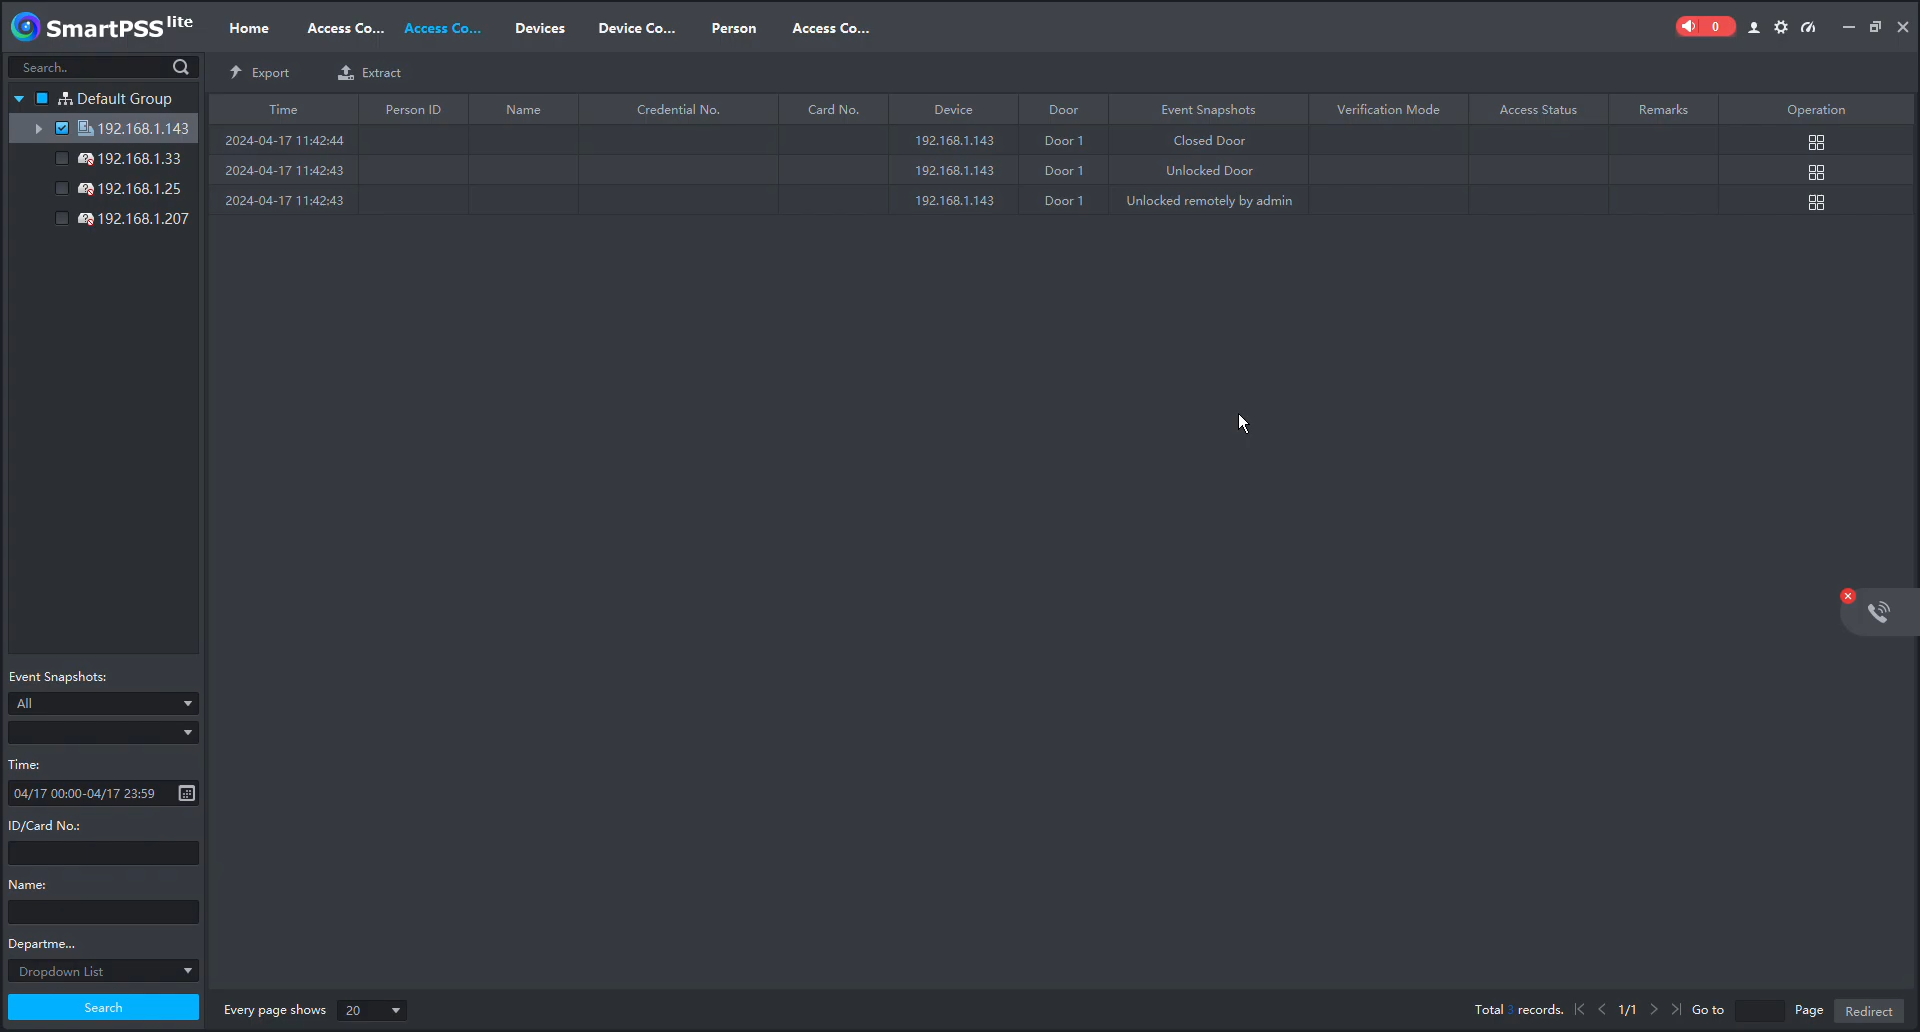 SmartPSS lite
Home
Access Co...
Access Co...
Devices
Device Co...
Person
Access Co...
0
Search..
Export
Extract
Default Group
192.168.1.143
192.168.1.33
192.168.1.25
192.168.1.207
Time Person ID Name Credential No. Card No. Device Door Event Snapshots Verification Mode Access Status Remarks Operation
2024-04-17 11:42:44 192.168.1.143 Door 1 Closed Door
2024-04-17 11:42:43 192.168.1.143 Door 1 Unlocked Door
2024-04-17 11:42:43 192.168.1.143 Door 1 Unlocked remotely by admin
Event Snapshots:
All
Time:
04/17 00:00-04/17 23:59
ID/Card No.:
Name:
Departme...
Dropdown List
Search
Every page shows 20
Total 3 records. 1/1 Go to Page Redirect